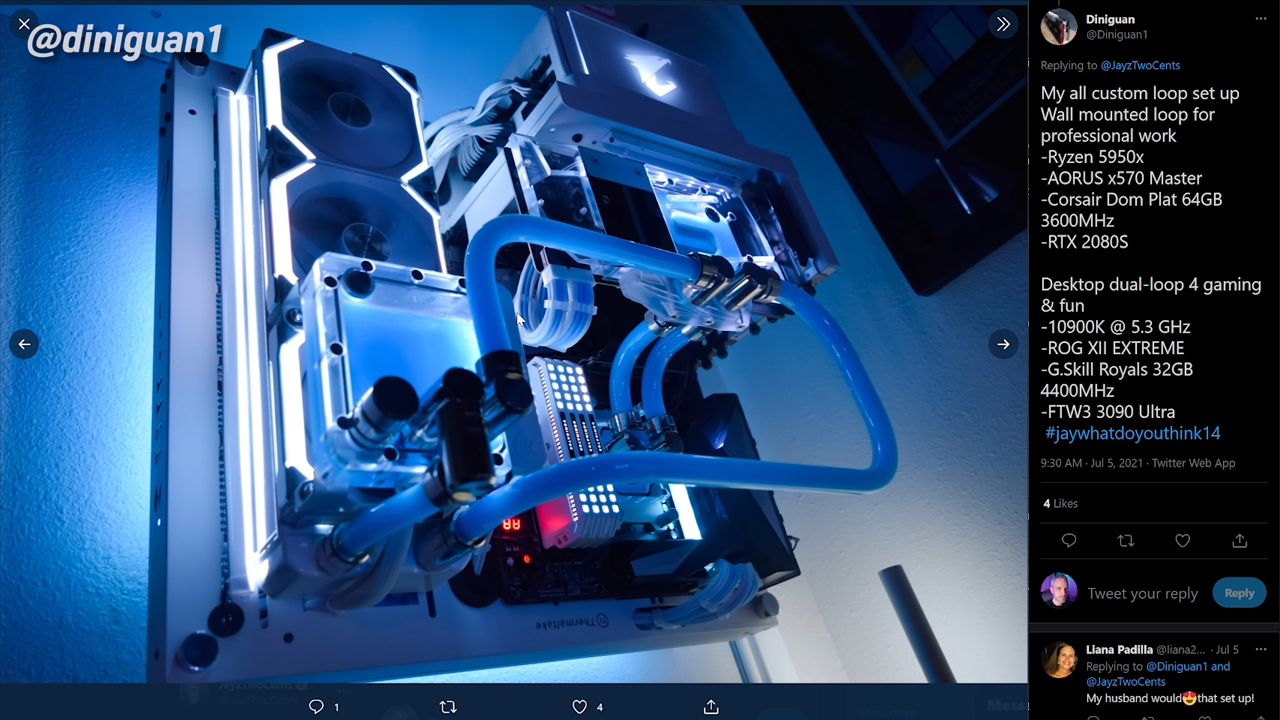 @diniguan1
Thermaltake
88
1
4
Diniguan
@Diniguan1
Replying to @JayzTwoCents
My all custom loop set up
Wall mounted loop for
professional work
-Ryzen 5950x
-AORUS x570 Master
-Corsair Dom Plat 64GB
3600MHz
-RTX 2080S
Desktop dual-loop 4 gaming
& fun
-10900K @ 5.3 GHz
-ROG XII EXTREME
-G.Skill Royals 32GB
4400MHz
-FTW3 3090 Ultra
#jaywhatdoyouthink14
9:30 AM · Jul 5, 2021 · Twitter Web App
4 Likes
Tweet your reply
Reply
Liana Padilla @liana2... · Jul 5
Replying to @Diniguan1 and
@JayzTwoCents
My husband would😍that set up!